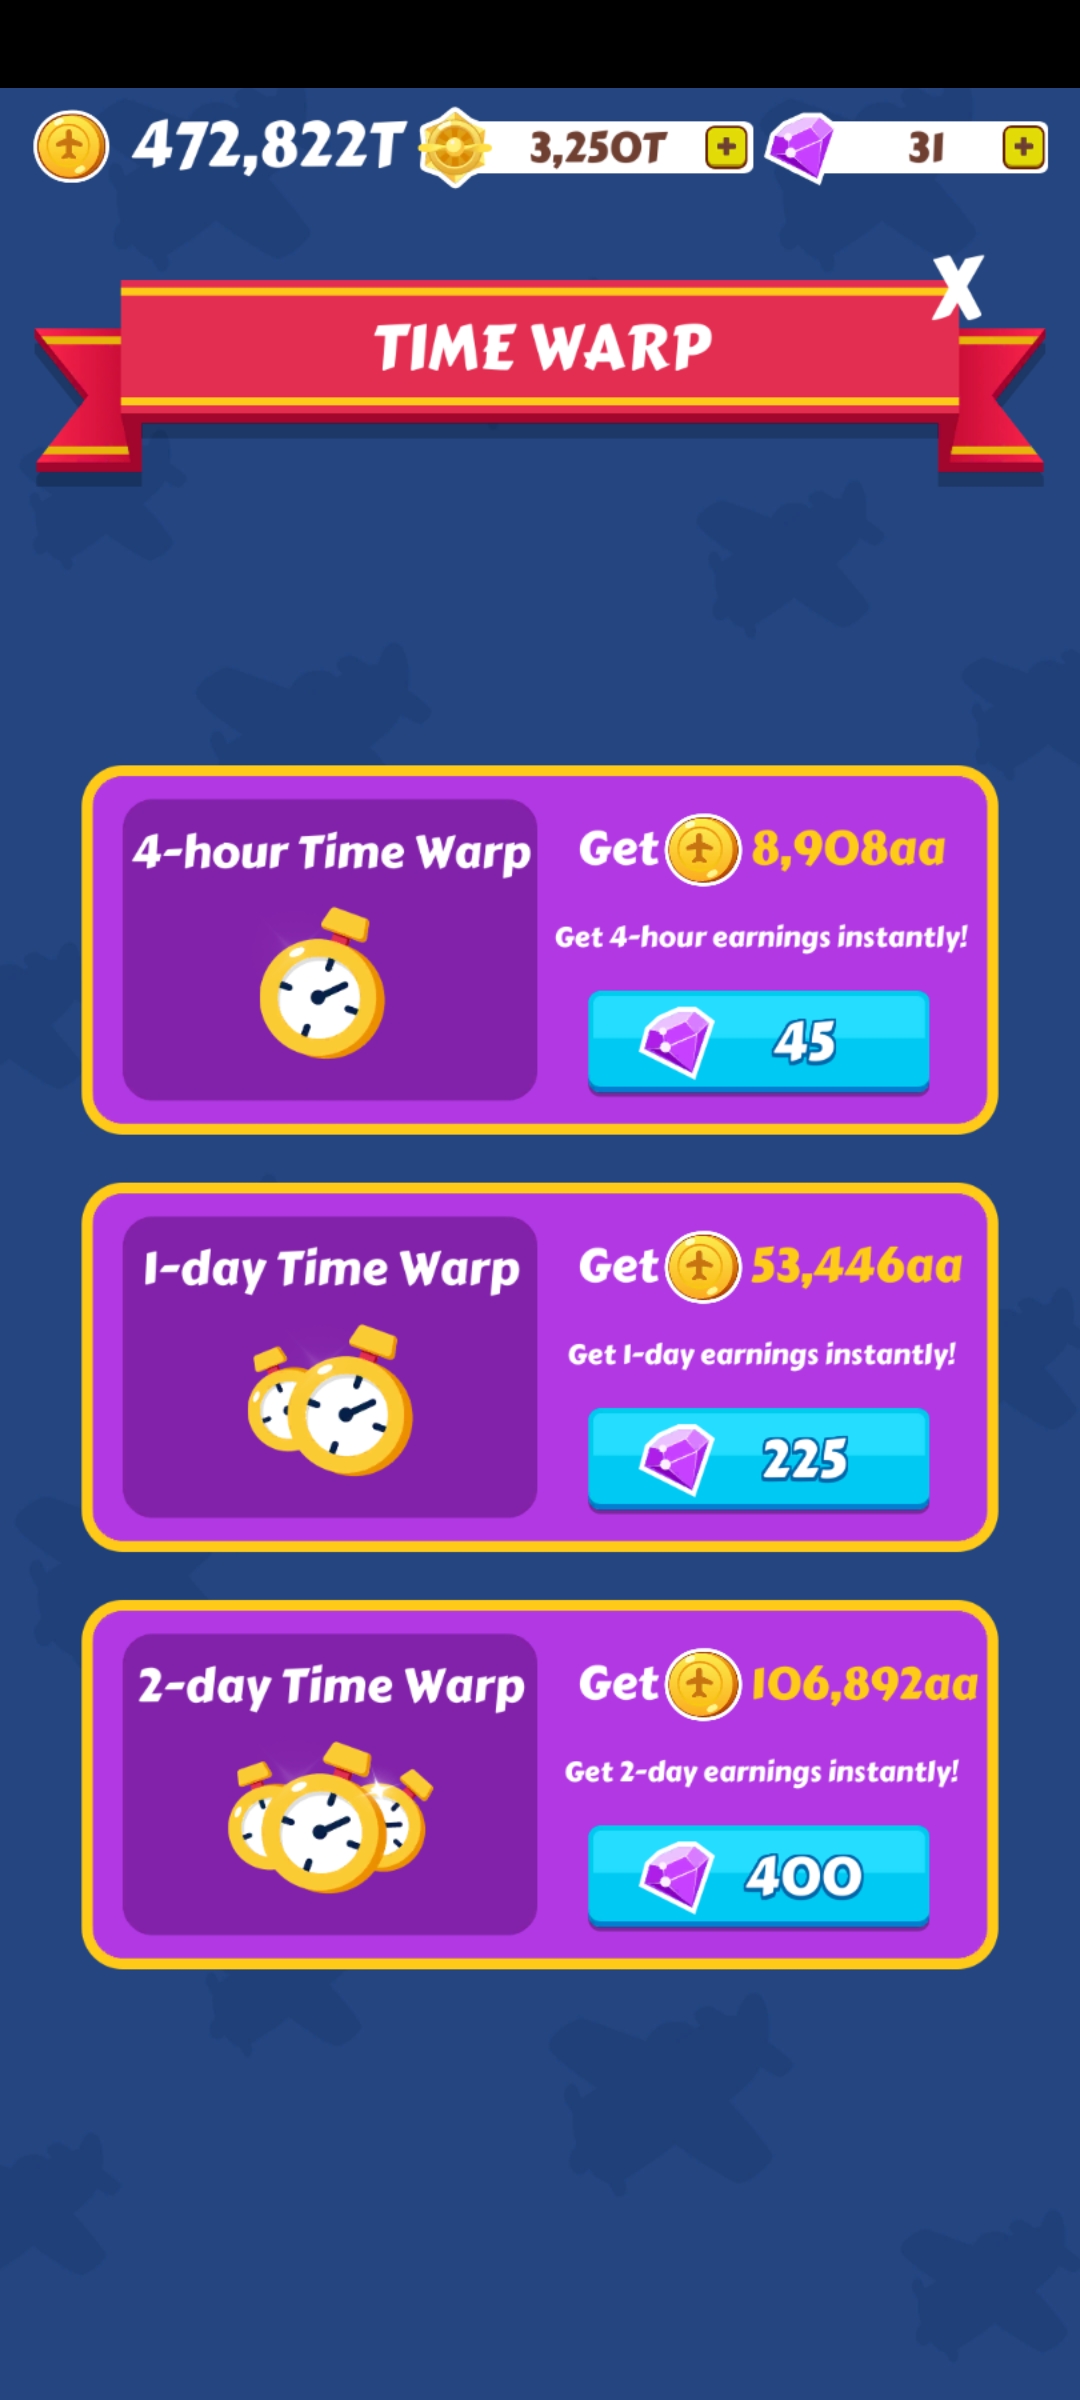 472,822T 3,250T + 31 +
X
TIME WARP
4-hour Time Warp
Get 8,908aa
Get 4-hour earnings instantly!
45
1-day Time Warp
Get 53,446aa
Get 1-day earnings instantly!
225
2-day Time Warp
Get 106,892aa
Get 2-day earnings instantly!
400